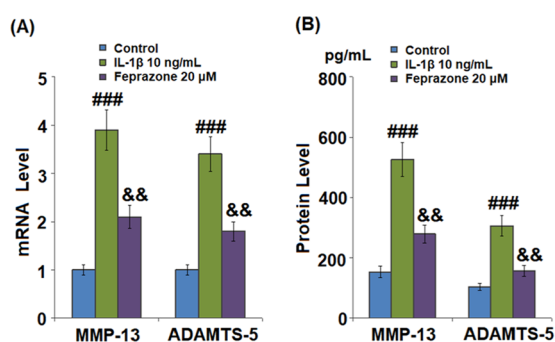 (A)
Control
IL-1β 10 ng/mL
Feprazone 20 μM
mRNA Level
5
4
3
2
1
0
###
&&
###
&&
MMP-13 ADAMTS-5
(B)
pg/mL
Control
IL-1β 10 ng/mL
Feprazone 20 μM
Protein Level
800
600
400
200
0
###
&&
###
&&
MMP-13 ADAMTS-5